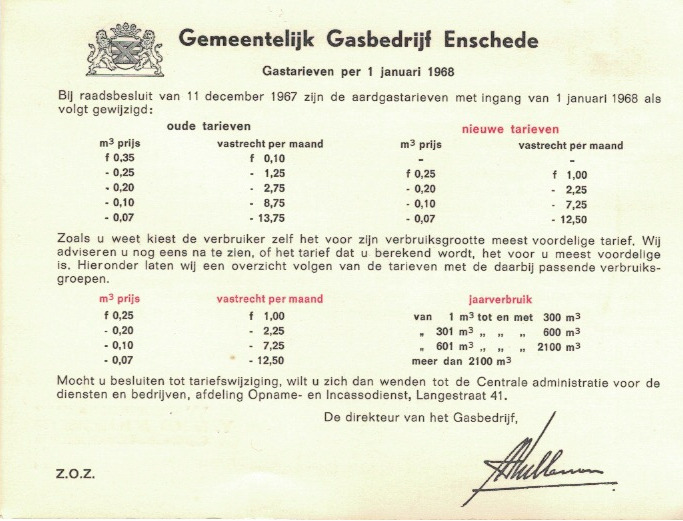 Gemeentelijk Gasbedrijf Enschede
Gastarieven per 1 januari 1968
Bij raadsbesluit van 11 december 1967 zijn de aardgastarieven met ingang van 1 januari 1968 als
volgt gewijzigd:
oude tarieven nieuwe tarieven
m³ prijs vastrecht per maand m³ prijs vastrecht per maand
f 0,35 f 0,10 – –
- 0,25 - 1,25 f 0,25 f 1,00
- 0,20 - 2,75 - 0,20 - 2,25
- 0,10 - 8,75 - 0,10 - 7,25
- 0,07 - 13,75 - 0,07 - 12,50
Zoals u weet kiest de verbruiker zelf het voor zijn verbruiksgrootte meest voordelige tarief. Wij
adviseren u nog eens na te zien, of het tarief dat u berekend wordt, het voor u meest voordelige
is. Hieronder laten wij een overzicht volgen van de tarieven met de daarbij passende verbruiks-
groepen.
m³ prijs vastrecht per maand jaarverbruik
f 0,25 f 1,00 van 1 m³ tot en met 300 m³
- 0,20 - 2,25 „ 301 m³ „ „ „ 600 m³
- 0,10 - 7,25 „ 601 m³ „ „ „ 2100 m³
- 0,07 - 12,50 meer dan 2100 m³
Mocht u besluiten tot tariefswijziging, wilt u zich dan wenden tot de Centrale administratie voor de
diensten en bedrijven, afdeling Opname- en Incassodienst, Langestraat 41.
De direkteur van het Gasbedrijf,
Z.O.Z.